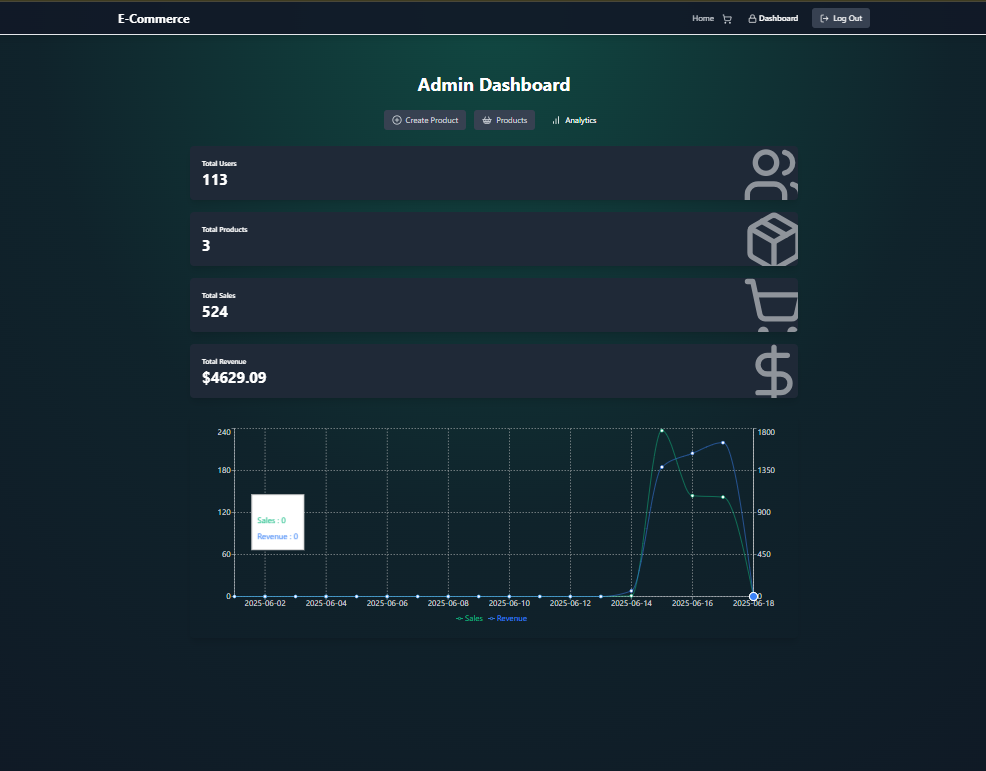 E-Commerce
Home Dashboard Log Out
Admin Dashboard
Create Product Products Analytics
Total Users
113
Total Products
3
Total Sales
524
Total Revenue
$4629.09
240 1800
180 1350
120 900
Sales : 0
Revenue : 0
60 450
0 0
2025-06-02 2025-06-04 2025-06-06 2025-06-08 2025-06-10 2025-06-12 2025-06-14 2025-06-16 2025-06-18
Sales Revenue